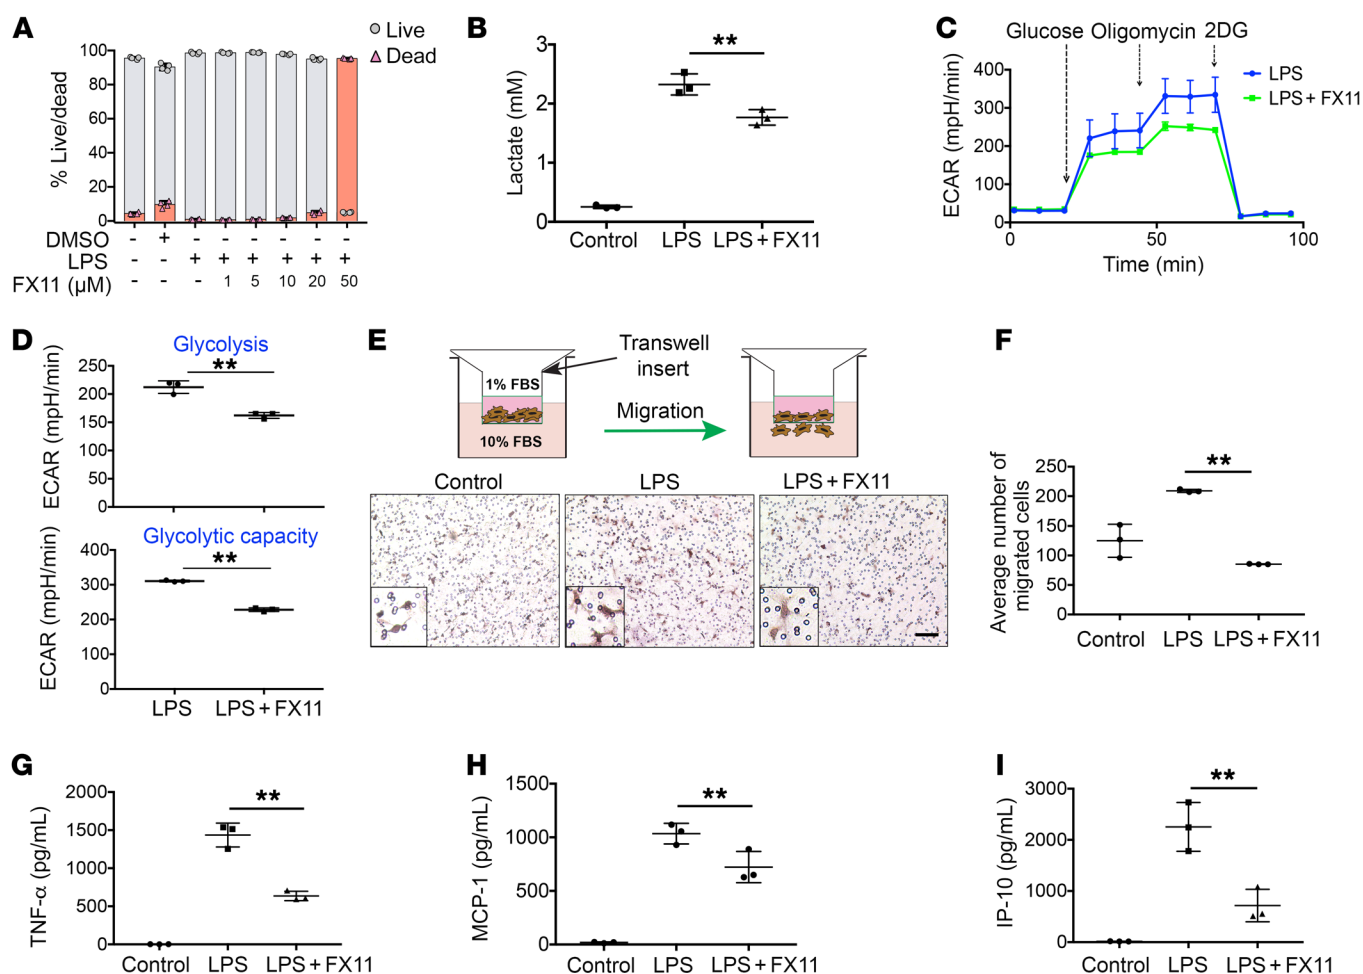 A
Live
Dead
% Live/dead
100
80
60
40
20
0
DMSO - + - - - - - -
LPS - - + + + + + +
FX11 (µM) - - - 1 5 10 20 50
B
**
Lactate (mM)
3
2
1
0
Control LPS LPS + FX11
C
Glucose Oligomycin 2DG
LPS
LPS + FX11
ECAR (mpH/min)
400
300
200
100
0
0 50 100
Time (min)
D
Glycolysis
**
ECAR (mpH/min)
250
200
150
100
50
0
Glycolytic capacity
**
ECAR (mpH/min)
400
300
200
100
0
LPS LPS + FX11
E
Transwell
insert
1% FBS
Migration
10% FBS
Control LPS LPS + FX11
F
**
Average number of
migrated cells
250
200
150
100
50
0
Control LPS LPS + FX11
G
**
TNF-α (pg/mL)
2000
1500
1000
500
0
Control LPS LPS + FX11
H
**
MCP-1 (pg/mL)
1500
1000
500
0
Control LPS LPS + FX11
I
**
IP-10 (pg/mL)
3000
2000
1000
0
Control LPS LPS + FX11